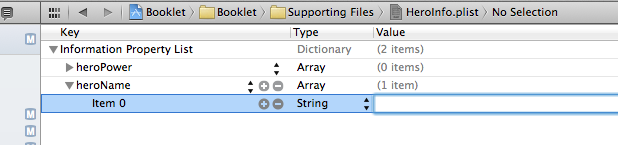 Booklet Booklet Supporting Files HeroInfo.plist No Selection
Key Type Value
M Information Property List Dictionary (2 items)
heroPower Array (0 items)
heroName Array (1 item)
Item 0 String
M
M
M